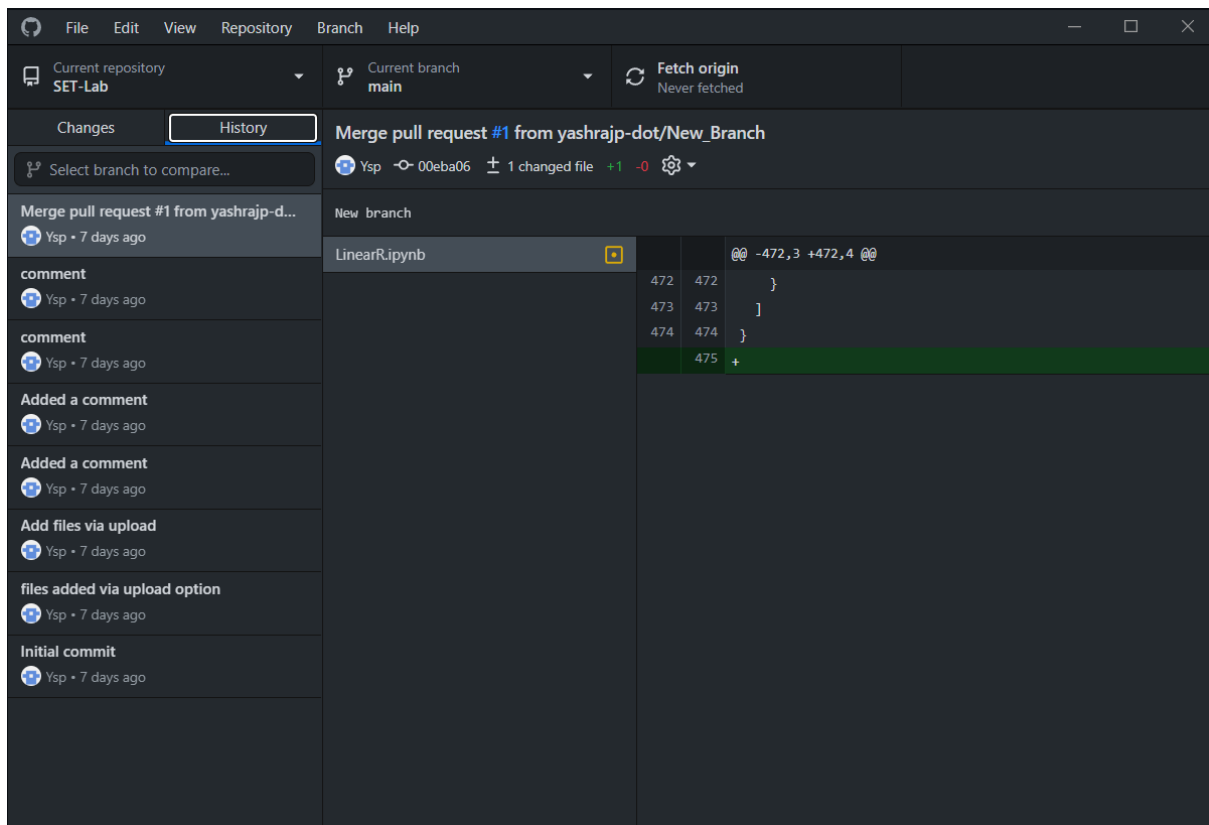 File Edit View Repository Branch Help
Current repository
SET-Lab
Current branch
main
Fetch origin
Never fetched
Changes
History
Select branch to compare...
Merge pull request #1 from yashrajp-d...
Ysp • 7 days ago
comment
Ysp • 7 days ago
comment
Ysp • 7 days ago
Added a comment
Ysp • 7 days ago
Added a comment
Ysp • 7 days ago
Add files via upload
Ysp • 7 days ago
files added via upload option
Ysp • 7 days ago
Initial commit
Ysp • 7 days ago
Merge pull request #1 from yashrajp-dot/New_Branch
Ysp 00eba06 1 changed file +1 -0
New branch
LinearR.ipynb
@@ -472,3 +472,4 @@
472 472 }
473 473 ]
474 474 }
475 +